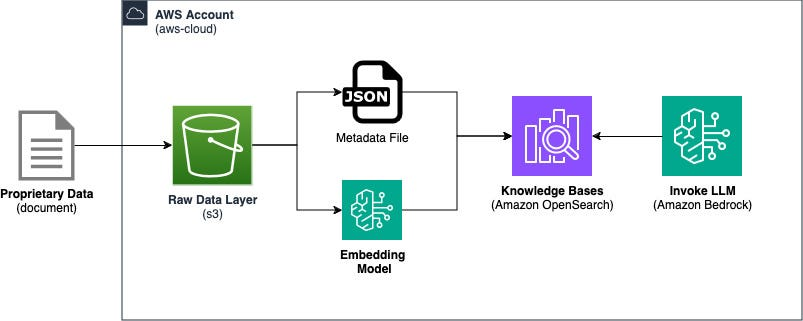 AWS Account
(aws-cloud)
JSON
Metadata File
Proprietary Data
(document)
Raw Data Layer
(s3)
Embedding
Model
Knowledge Bases
(Amazon OpenSearch)
Invoke LLM
(Amazon Bedrock)